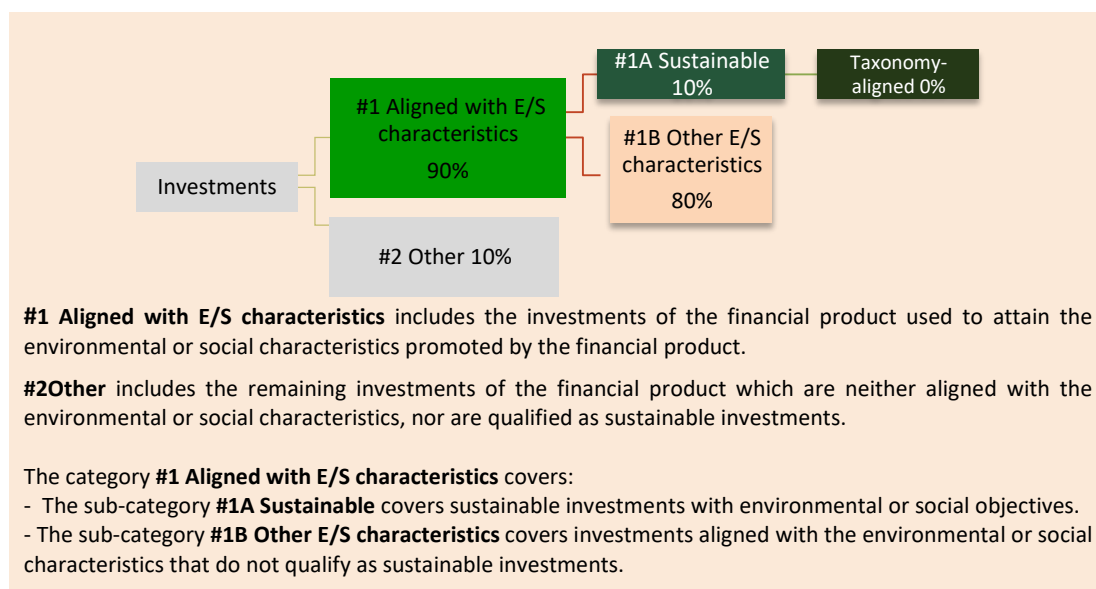 #1A Sustainable
10%
Taxonomy-
aligned 0%
#1 Aligned with E/S
characteristics
90%
#1B Other E/S
characteristics
80%
Investments
#2 Other 10%
#1 Aligned with E/S characteristics includes the investments of the financial product used to attain the
environmental or social characteristics promoted by the financial product.
#2Other includes the remaining investments of the financial product which are neither aligned with the
environmental or social characteristics, nor are qualified as sustainable investments.
The category #1 Aligned with E/S characteristics covers:
- The sub-category #1A Sustainable covers sustainable investments with environmental or social objectives.
- The sub-category #1B Other E/S characteristics covers investments aligned with the environmental or social
characteristics that do not qualify as sustainable investments.